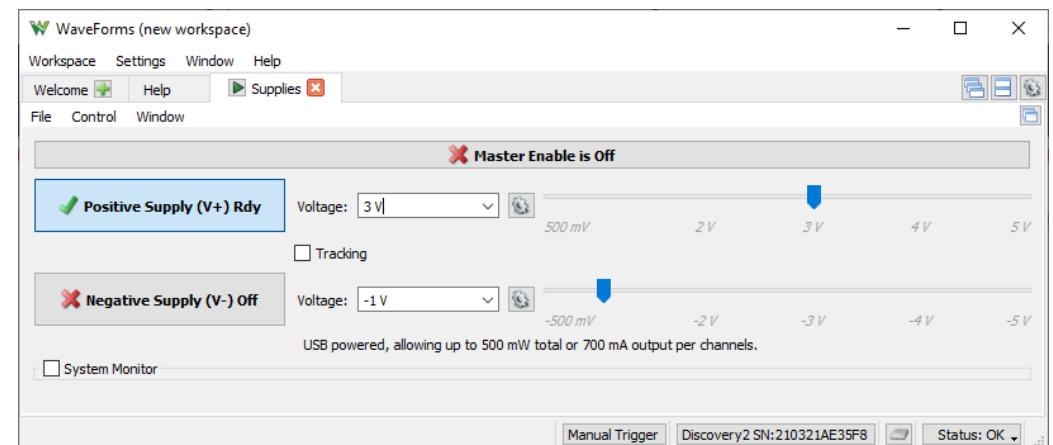 WaveForms (new workspace)
Workspace Settings Window Help
Welcome Help Supplies
File Control Window
Master Enable is Off
Positive Supply (V+) Rdy Voltage: 3 V
500 mV 2 V 3 V 4 V 5 V
Tracking
Negative Supply (V-) Off Voltage: -1 V
-500 mV -2 V -3 V -4 V -5 V
USB powered, allowing up to 500 mW total or 700 mA output per channels.
System Monitor
Manual Trigger Discovery2 SN:210321AE35F8 Status: OK